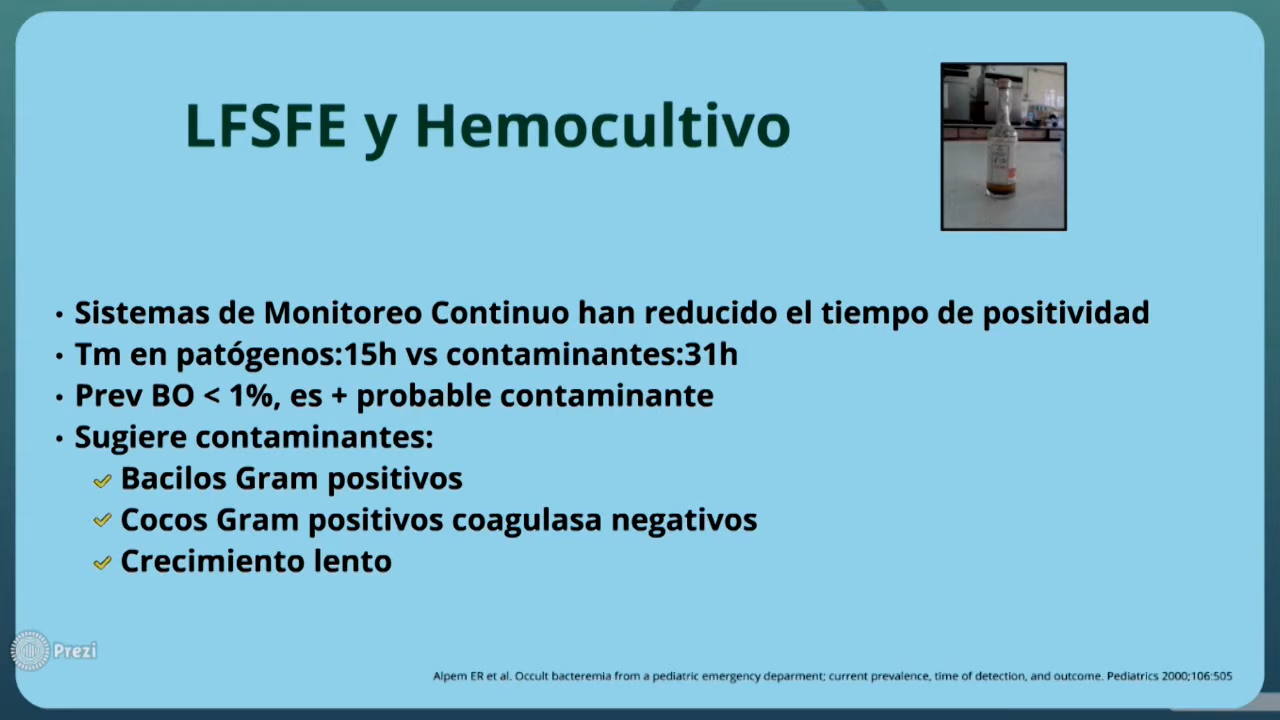 LFSFE y Hemocultivo
• Sistemas de Monitoreo Continuo han reducido el tiempo de positividad
• Tm en patógenos:15h vs contaminantes:31h
• Prev BO < 1%, es + probable contaminante
• Sugiere contaminantes:
Bacilos Gram positivos
Cocos Gram positivos coagulasa negativos
Crecimiento lento
Prezi
Alpem ER et al. Occult bacteremia from a pediatric emergency deparment; current prevalence, time of detection, and outcome. Pediatrics 2000;106:505